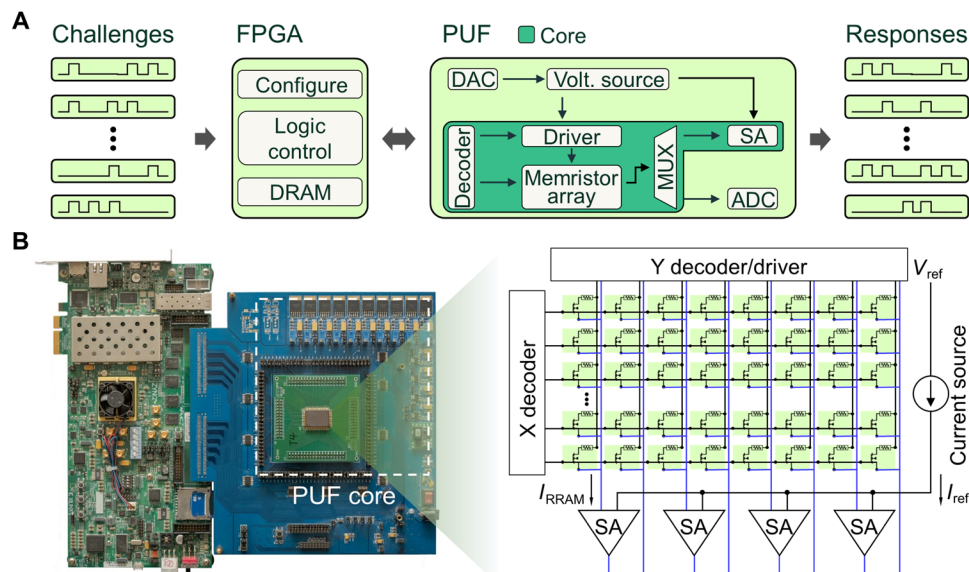 A
Challenges
FPGA
PUF
Core
Responses
Configure
Logic
control
DRAM
DAC
Volt. source
Decoder
Driver
Memristor
array
MUX
SA
ADC
B
PUF core
Y decoder/driver
X decoder
V ref
Current source
I RRAM
I ref
SA
SA
SA
SA